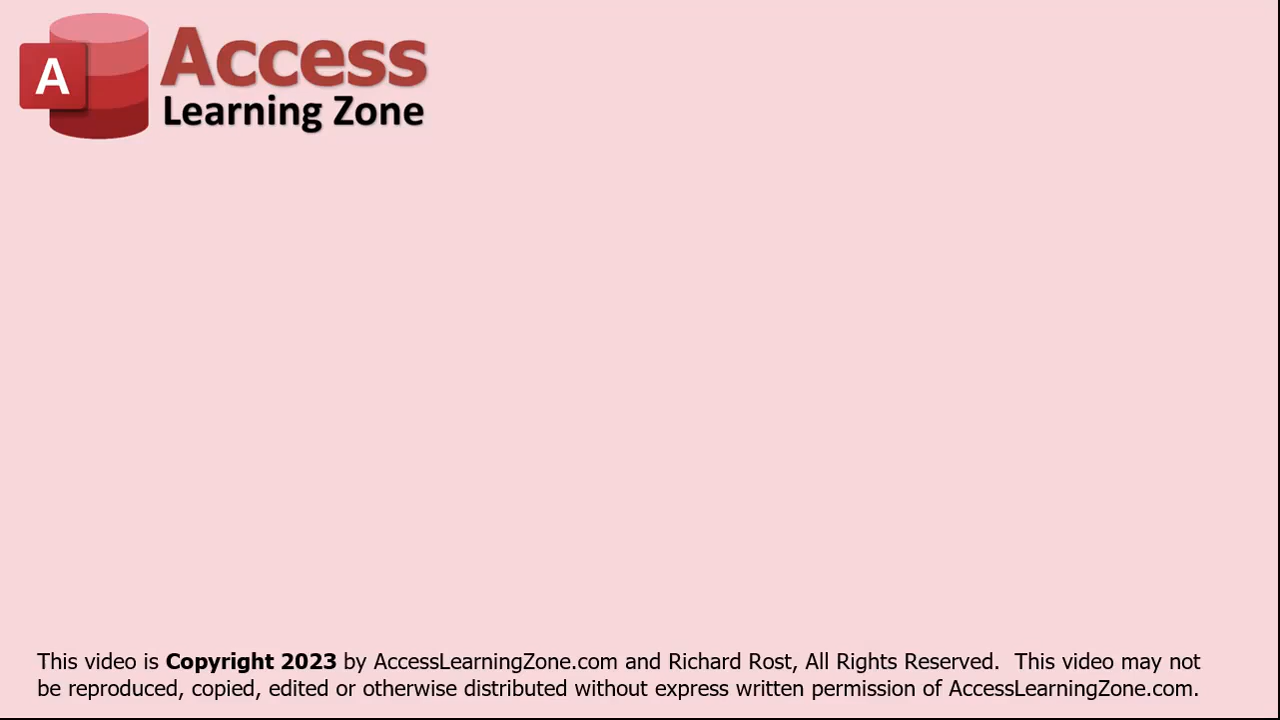 A
Access
Learning Zone
This video is Copyright 2023 by AccessLearningZone.com and Richard Rost, All Rights Reserved.  This video may not
be reproduced, copied, edited or otherwise distributed without express written permission of AccessLearningZone.com.